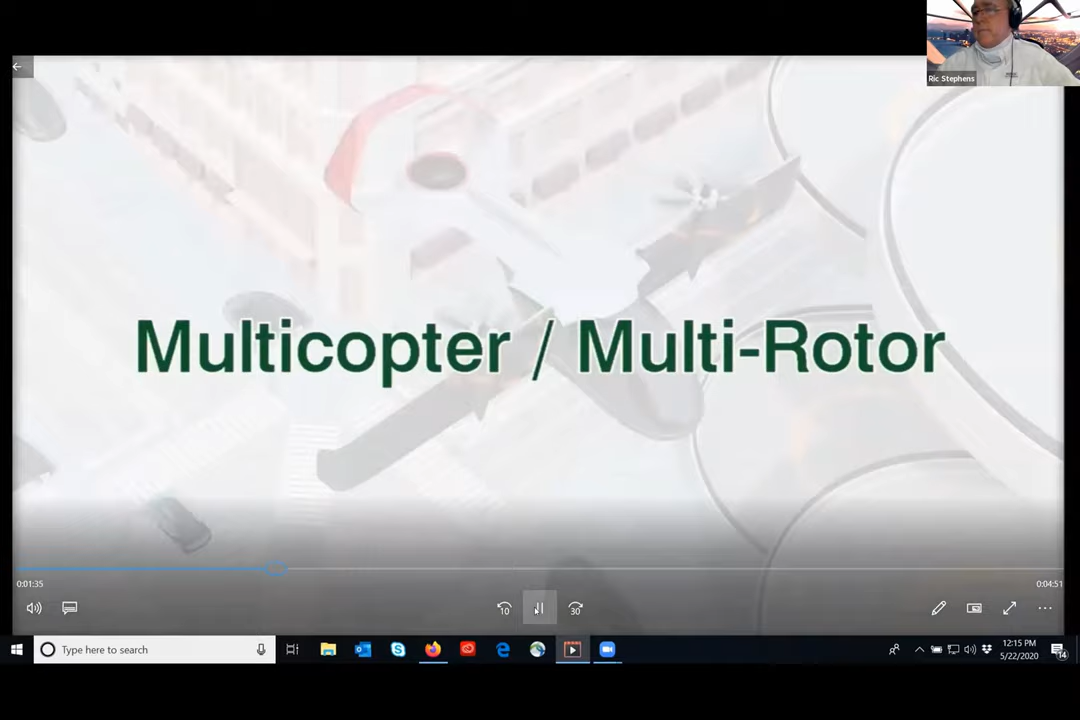 Ric Stephens
Multicopter / Multi-Rotor
0:01:35
0:04:51
10
30
Type here to search
12:15 PM
5/22/2020
14